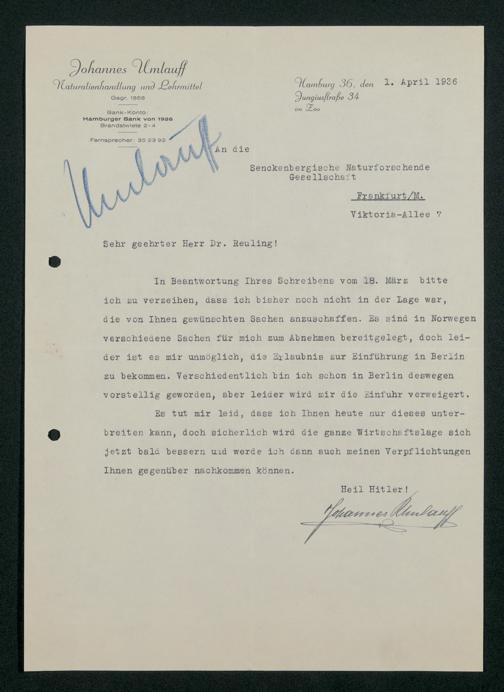 Johannes Umlauff
Naturalienhandlung und Lehrmittel
Gegr. 1868
Bank-Konto:
Hamburger Bank von 1926
Brandstwiete 2-4
Fernsprecher: 35 23 93
Hamburg 36, den 1. April 1936
Jungiusstraße 34
im Zoo
Umlauff
An die
Senckenbergische Naturforschende
Gesellschaft
Frankfurt/M.
Viktoria-Allee 7
Sehr geehrter Herr Dr. Reuling!
In Beantwortung Ihres Schreibens vom 18. März bitte
ich zu verzeihen, dass ich bisher noch nicht in der Lage war,
die von Ihnen gewünschten Sachen anzuschaffen. Es sind in Norwegen
verschiedene Sachen für mich zum Abnehmen bereitgelegt, doch lei-
der ist es mir unmöglich, die Erlaubnis zur Einführung in Berlin
zu bekommen. Verschiedentlich bin ich schon in Berlin deswegen
vorstellig geworden, aber leider wird mir die Einfuhr verweigert.
Es tut mir leid, dass ich Ihnen heute nur dieses unter-
breiten kann, doch sicherlich wird die ganze Wirtschaftslage sich
jetzt bald bessern und werde ich dann auch meinen Verpflichtungen
Ihnen gegenüber nachkommen können.
Heil Hitler!
Johannes Umlauff